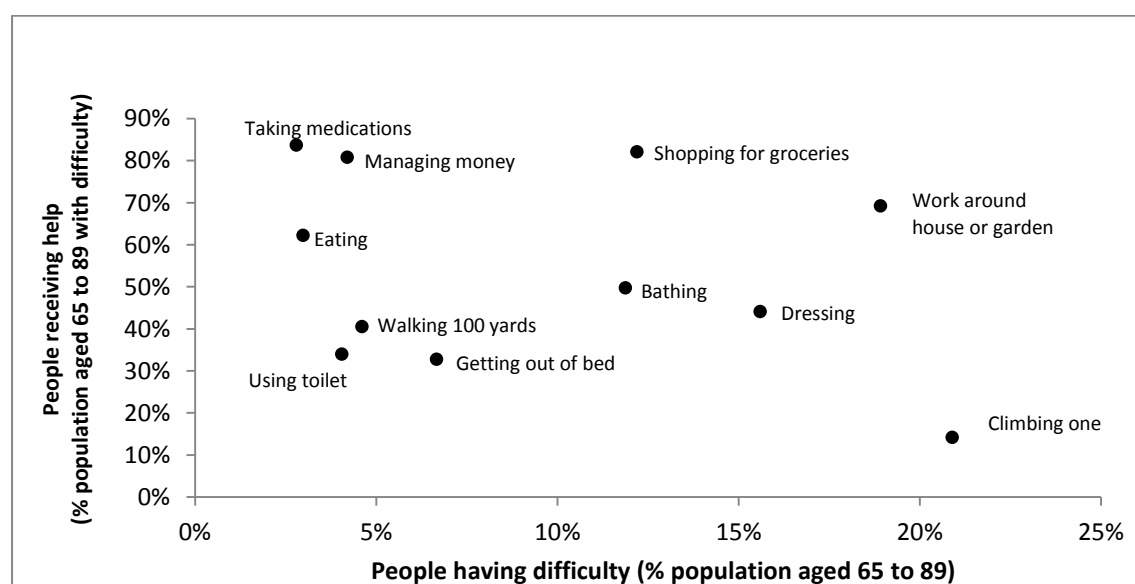 People receiving help
(% population aged 65 to 89 with difficulty)
90%
80%
70%
60%
50%
40%
30%
20%
10%
0%
Taking medications
Managing money
Shopping for groceries
Work around
house or garden
Eating
Bathing
Dressing
Walking 100 yards
Getting out of bed
Using toilet
Climbing one
0%
5%
10%
15%
20%
25%
People having difficulty (% population aged 65 to 89)